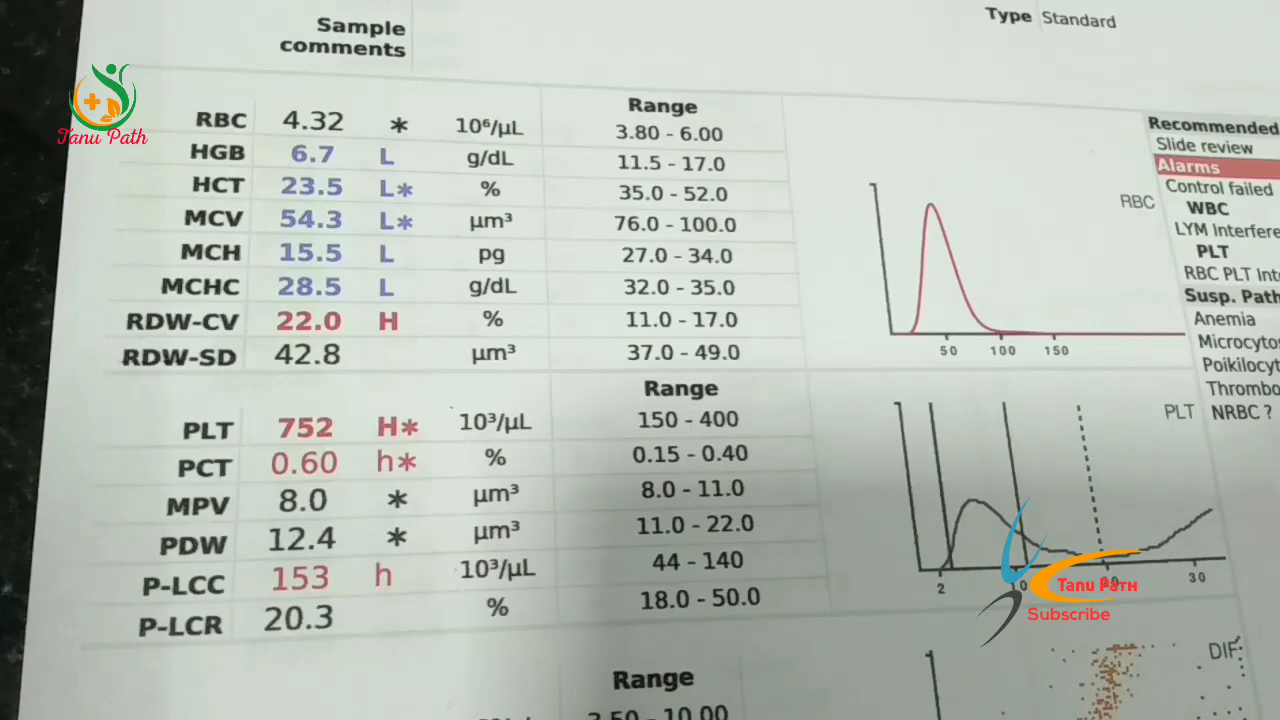 Sample comments
Type Standard
Tanu Path
Range
RBC 4.32 * 10⁶/µL 3.80 - 6.00
HGB 6.7 L g/dL 11.5 - 17.0
HCT 23.5 L* % 35.0 - 52.0
MCV 54.3 L* µm³ 76.0 - 100.0
MCH 15.5 L pg 27.0 - 34.0
MCHC 28.5 L g/dL 32.0 - 35.0
RDW-CV 22.0 H % 11.0 - 17.0
RDW-SD 42.8 µm³ 37.0 - 49.0
RBC
50 100 150
Recommended
Slide review
Alarms
Control failed
WBC
LYM
PLT
RBC PLT
Susp.
Anemia
NRBC ?
Range
PLT 752 H* 10³/µL 150 - 400
PCT 0.60 h* % 0.15 - 0.40
MPV 8.0 * µm³ 8.0 - 11.0
PDW 12.4 * µm³ 11.0 - 22.0
P-LCC 153 h 10³/µL 44 - 140
P-LCR 20.3 % 18.0 - 50.0
PLT
2 30
Tanu Path
Subscribe
Range
DIF